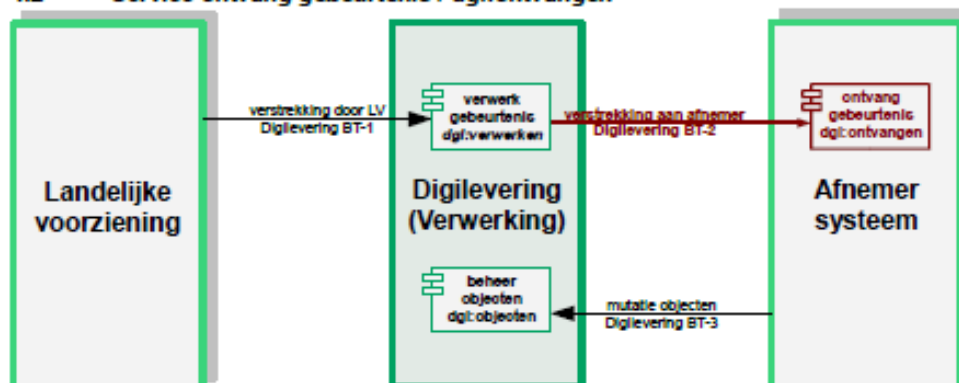 verstrekking door LV
Digilevering BT-1
verwerk
gebeurtenis
dgl:verwerken
verstrekking aan afnemer
Digilevering BT-2
ontvang
gebeurtenis
dgl:ontvangen
Landelijke
voorziening
Digilevering
(Verwerking)
Afnemer
systeem
beheer
objecten
dgl:objecten
mutatie objecten
Digilevering BT-3